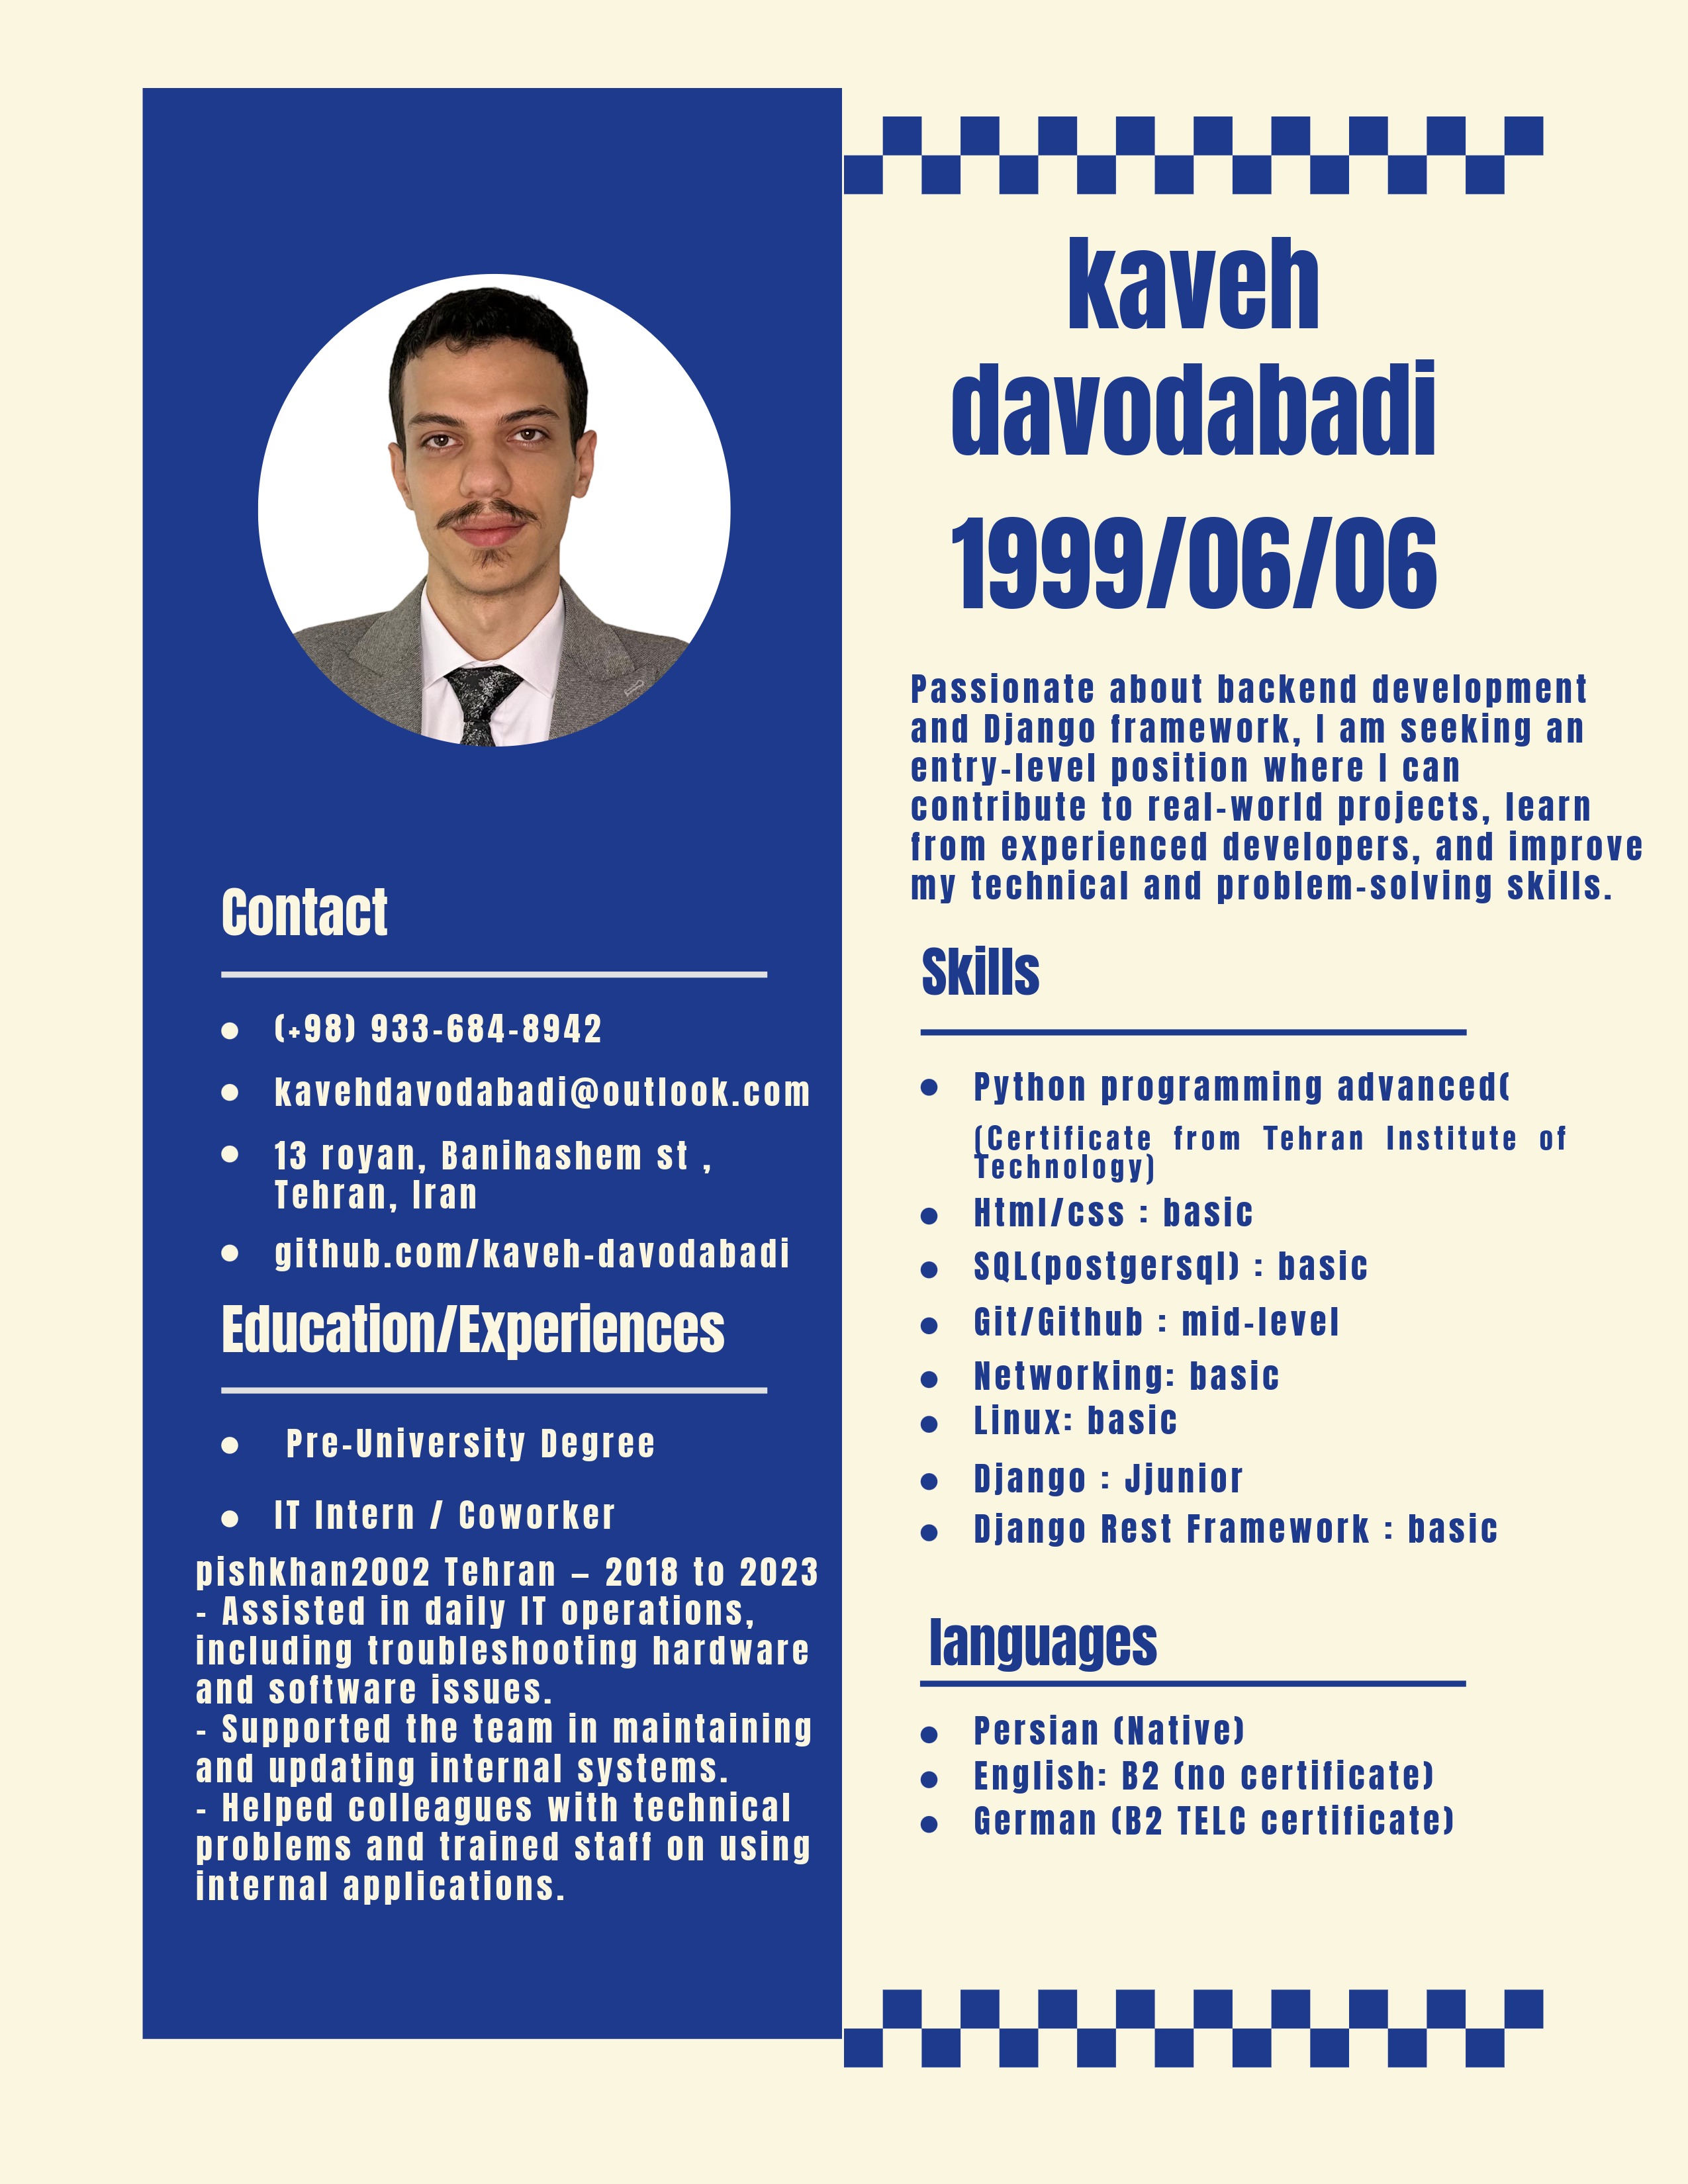 kaveh
davodabadi
1999/06/06
Passionate about backend development
and Django framework, I am seeking an
entry-level position where I can
contribute to real-world projects, learn
from experienced developers, and improve
my technical and problem-solving skills.
Contact
(+98) 933-684-8942
kavehdavodabadi@outlook.com
13 royan, Banihashem st ,
Tehran, Iran
github.com/kaveh-davodabadi
Education/Experiences
Pre-University Degree
IT Intern / Coworker
pishkhan2002 Tehran – 2018 to 2023
- Assisted in daily IT operations,
including troubleshooting hardware
and software issues.
- Supported the team in maintaining
and updating internal systems.
- Helped colleagues with technical
problems and trained staff on using
internal applications.
Skills
Python programming advanced(
(Certificate from Tehran Institute of
Technology)
Html/css : basic
SQL(postgersql) : basic
Git/Github : mid-level
Networking: basic
Linux: basic
Django : Jjunior
Django Rest Framework : basic
languages
Persian (Native)
English: B2 (no certificate)
German (B2 TELC certificate)